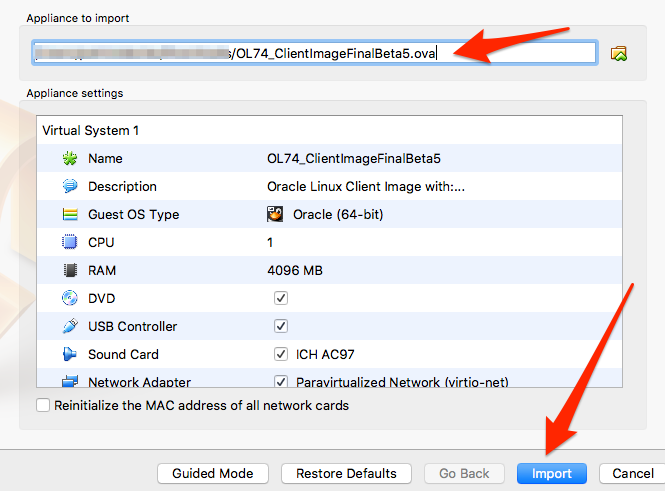 Appliance to import
/OL74_ClientImageFinalBeta5.ova
Appliance settings
Virtual System 1
Name OL74_ClientImageFinalBeta5
Description Oracle Linux Client Image with:...
Guest OS Type Oracle (64-bit)
CPU 1
RAM 4096 MB
DVD
USB Controller
Sound Card ICH AC97
Network Adapter Paravirtualized Network (virtio-net)
Reinitialize the MAC address of all network cards
Guided Mode Restore Defaults Go Back Import Cancel